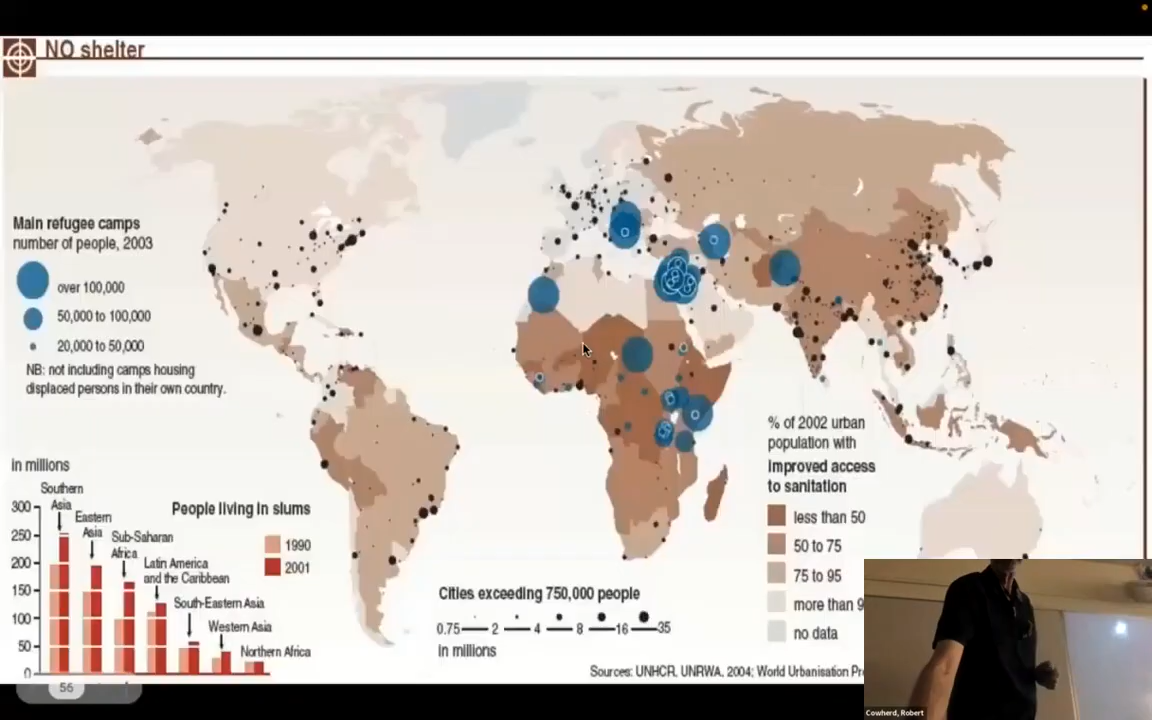 NO shelter
Main refugee camps
number of people, 2003
over 100,000
50,000 to 100,000
20,000 to 50,000
NB: not including camps housing
displaced persons in their own country.
in millions
300
250
200
150
100
50
0
Southern
Asia
Eastern
Asia
Sub-Saharan
Africa
Latin America
and the Caribbean
South-Eastern Asia
Western Asia
Northern Africa
People living in slums
1990
2001
Cities exceeding 750,000 people
0.75 2 4 8 16 35
in millions
% of 2002 urban
population with
improved access
to sanitation
less than 50
50 to 75
75 to 95
more than 9
no data
Sources: UNHCR, UNRWA, 2004; World Urbanisation Pr
56
Cowherd, Robert